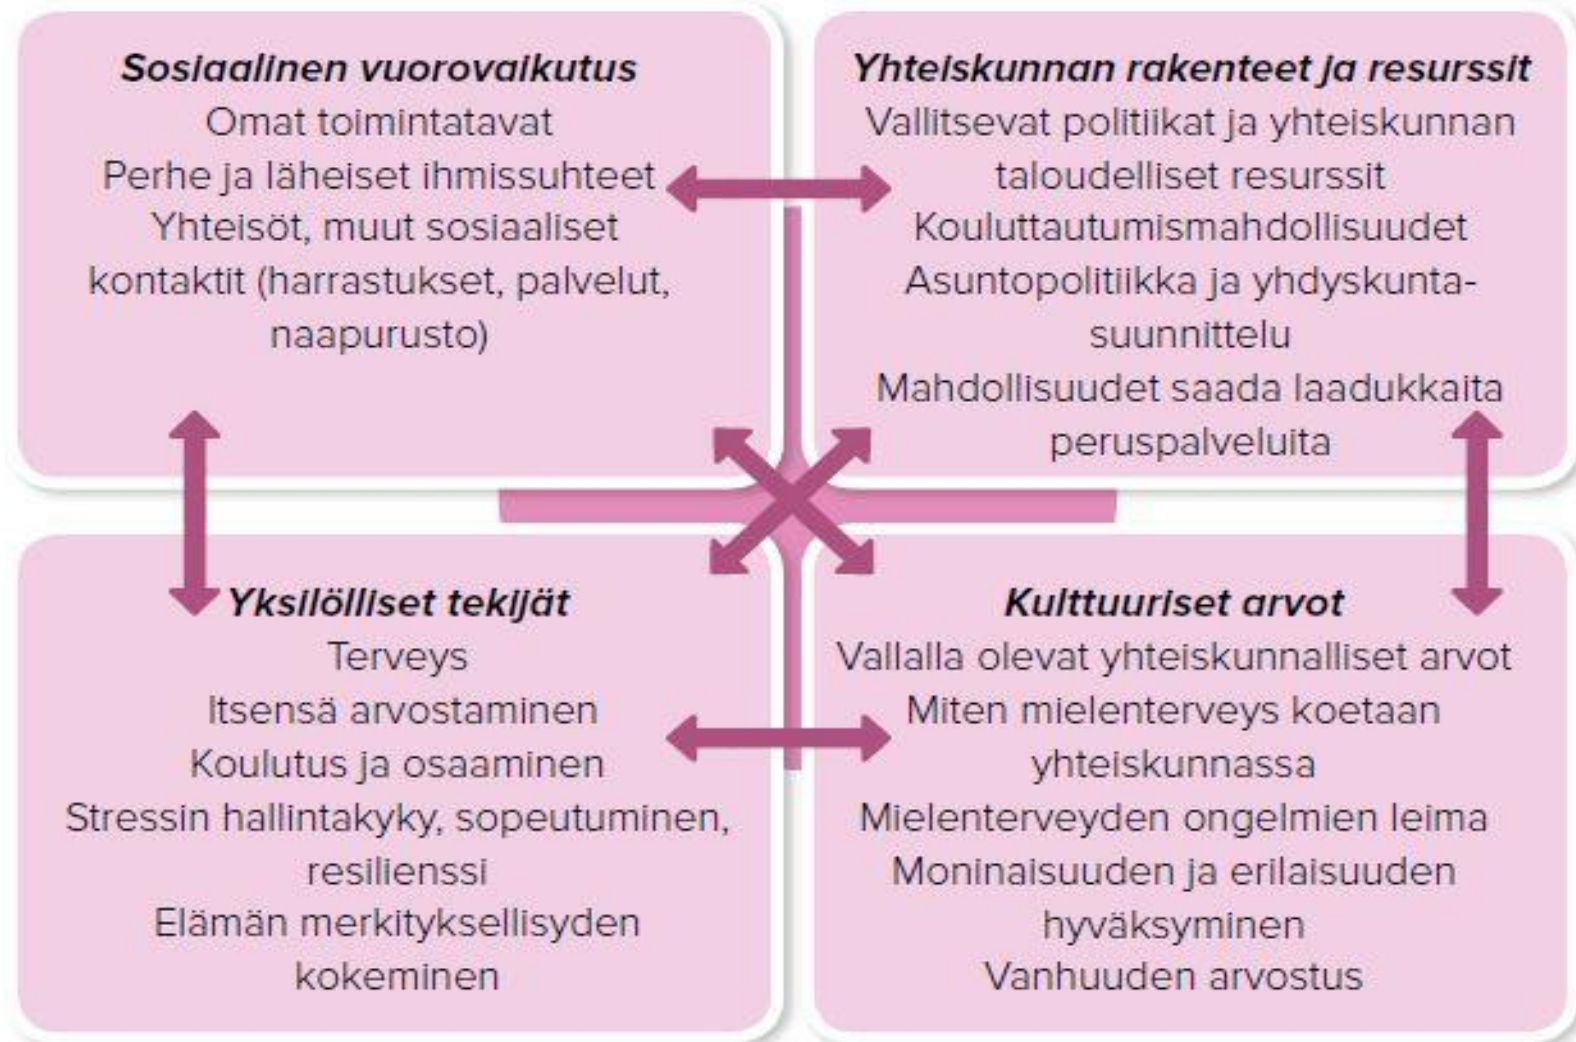 Sosiaalinen vuorovaikutus
Omat toimintatavat
Perhe ja läheiset ihmissuhteet
Yhteisöt, muut sosiaaliset
kontaktit (harrastukset, palvelut,
naapurusto)
Yhteiskunnan rakenteet ja resurssit
Vallitsevat politiikat ja yhteiskunnan
taloudelliset resurssit
Kouluttautumismahdollisuudet
Asuntopolitiikka ja yhdyskunta-
suunnittelu
Mahdollisuudet saada laadukkaita
peruspalveluita
Yksilölliset tekijät
Terveys
Itsensä arvostaminen
Koulutus ja osaaminen
Stressin hallintakyky, sopeutuminen,
resilienssi
Elämän merkityksellisyden
kokeminen
Kulttuuriset arvot
Vallalla olevat yhteiskunnalliset arvot
Miten mielenterveys koetaan
yhteiskunnassa
Mielenterveyden ongelmien leima
Moninaisuuden ja erilaisuuden
hyväksyminen
Vanhuuden arvostus